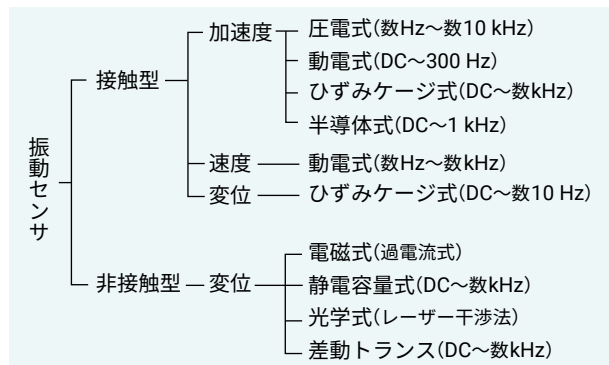 振動センサ
接触型
加速度
圧電式(数Hz～数10 kHz)
動電式(DC～300 Hz)
ひずみケージ式(DC～数kHz)
半導体式(DC～1 kHz)
速度
動電式(数Hz～数kHz)
変位
ひずみケージ式(DC～数10 Hz)
非接触型
変位
電磁式(過電流式)
静電容量式(DC～数kHz)
光学式(レーザー干渉法)
差動トランス(DC～数kHz)